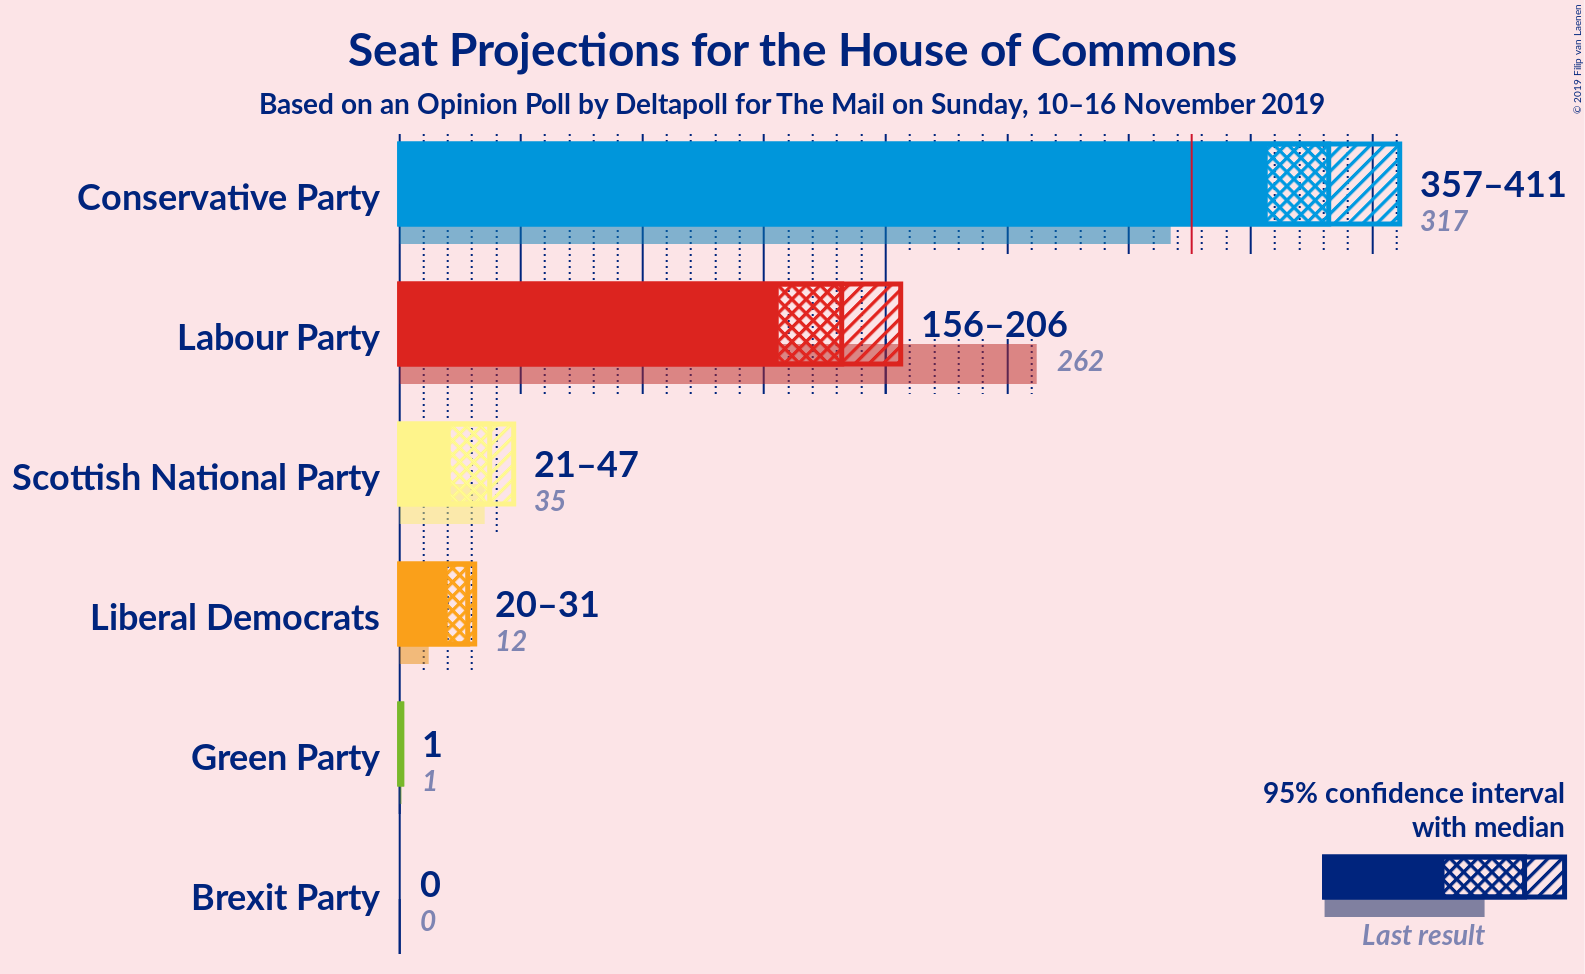 Seat Projections for the House of Commons
Based on an Opinion Poll by Deltapoll for The Mail on Sunday, 10–16 November 2019
© 2019 Filip van Laenen
Conservative Party
357–411
317
Labour Party
156–206
262
Scottish National Party
21–47
35
Liberal Democrats
20–31
12
Green Party
1
1
Brexit Party
0
0
95% confidence interval
with median
Last result